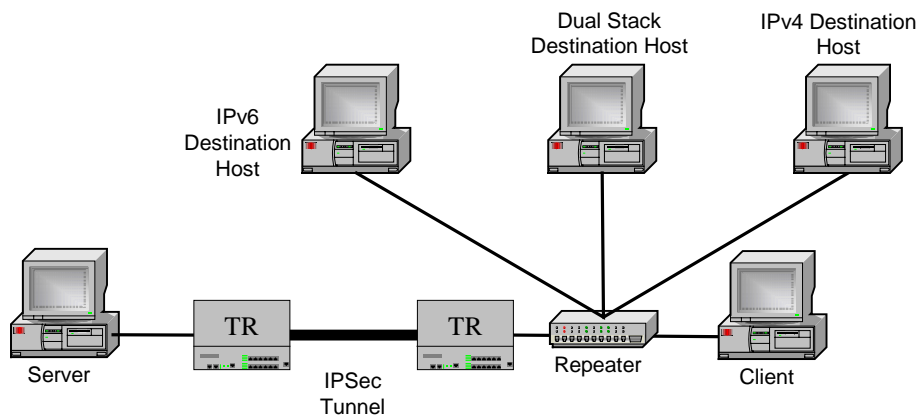 Dual Stack
Destination Host
IPv4 Destination
Host
IPv6
Destination
Host
TR
TR
Server
IPSec
Tunnel
Repeater
Client